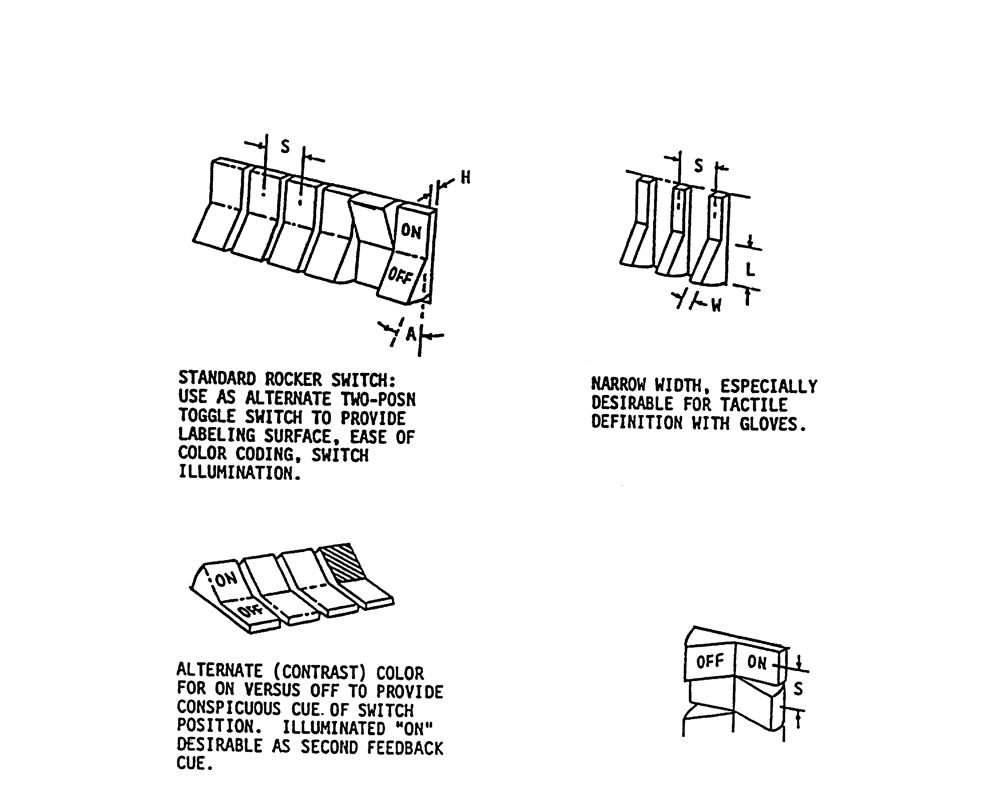 S
H
ON
OFF
A
STANDARD ROCKER SWITCH:
USE AS ALTERNATE TWO-POSN
TOGGLE SWITCH TO PROVIDE
LABELING SURFACE, EASE OF
COLOR CODING, SWITCH
ILLUMINATION.
S
L
W
NARROW WIDTH, ESPECIALLY
DESIRABLE FOR TACTILE
DEFINITION WITH GLOVES.
ON
OFF
ALTERNATE (CONTRAST) COLOR
FOR ON VERSUS OFF TO PROVIDE
CONSPICUOUS CUE. OF SWITCH
POSITION. ILLUMINATED "ON"
DESIRABLE AS SECOND FEEDBACK
CUE.
OFF ON
S